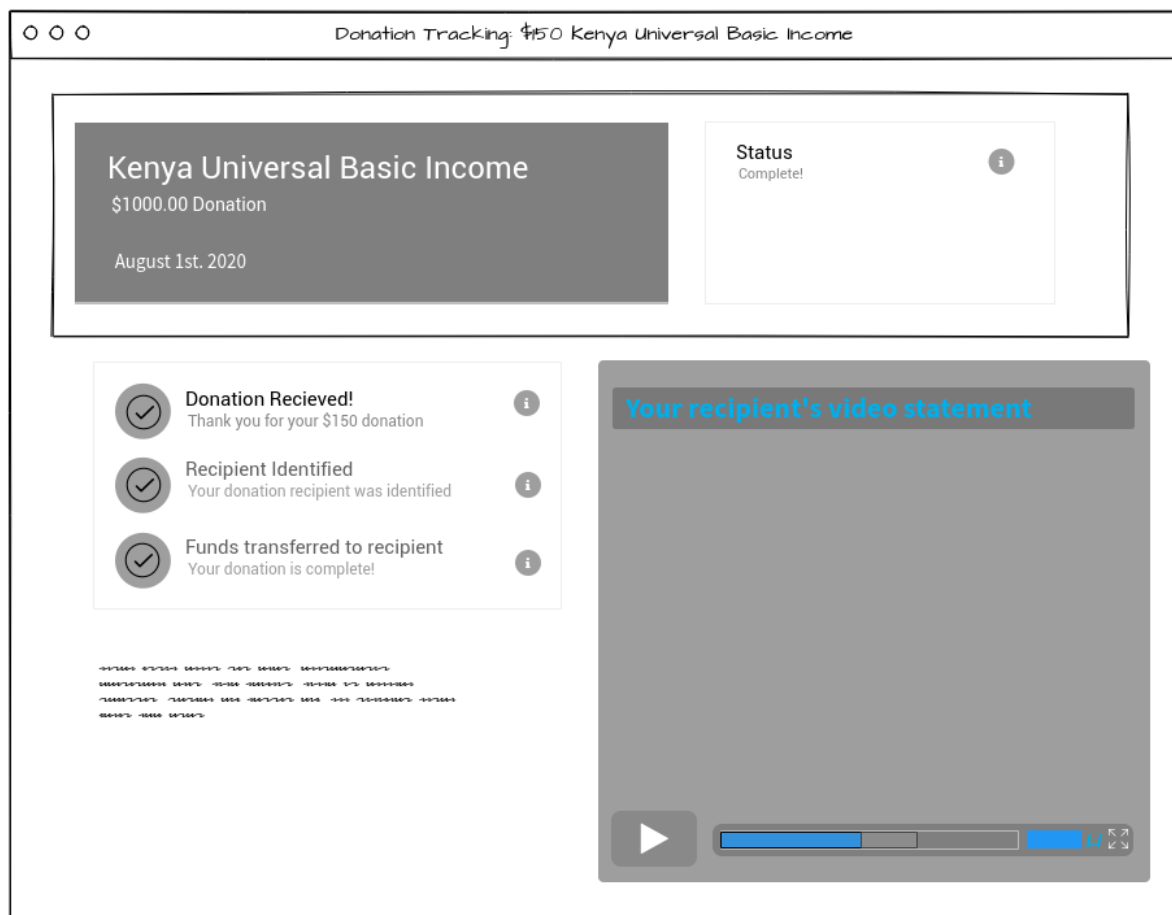 Donation Tracking: $150 Kenya Universal Basic Income
Kenya Universal Basic Income
$1000.00 Donation
August 1st. 2020
Status
Complete!
Donation Recieved!
Thank you for your $150 donation
Recipient Identified
Your donation recipient was identified
Funds transferred to recipient
Your donation is complete!
Your recipient's video statement